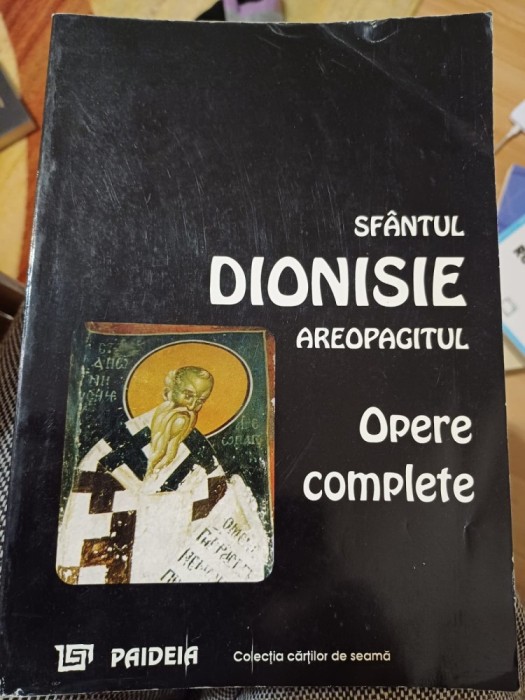 SFÂNTUL
DIONISIE
AREOPAGITUL
Opere
complete
PAIDEIA
Colecția cărților de seamă